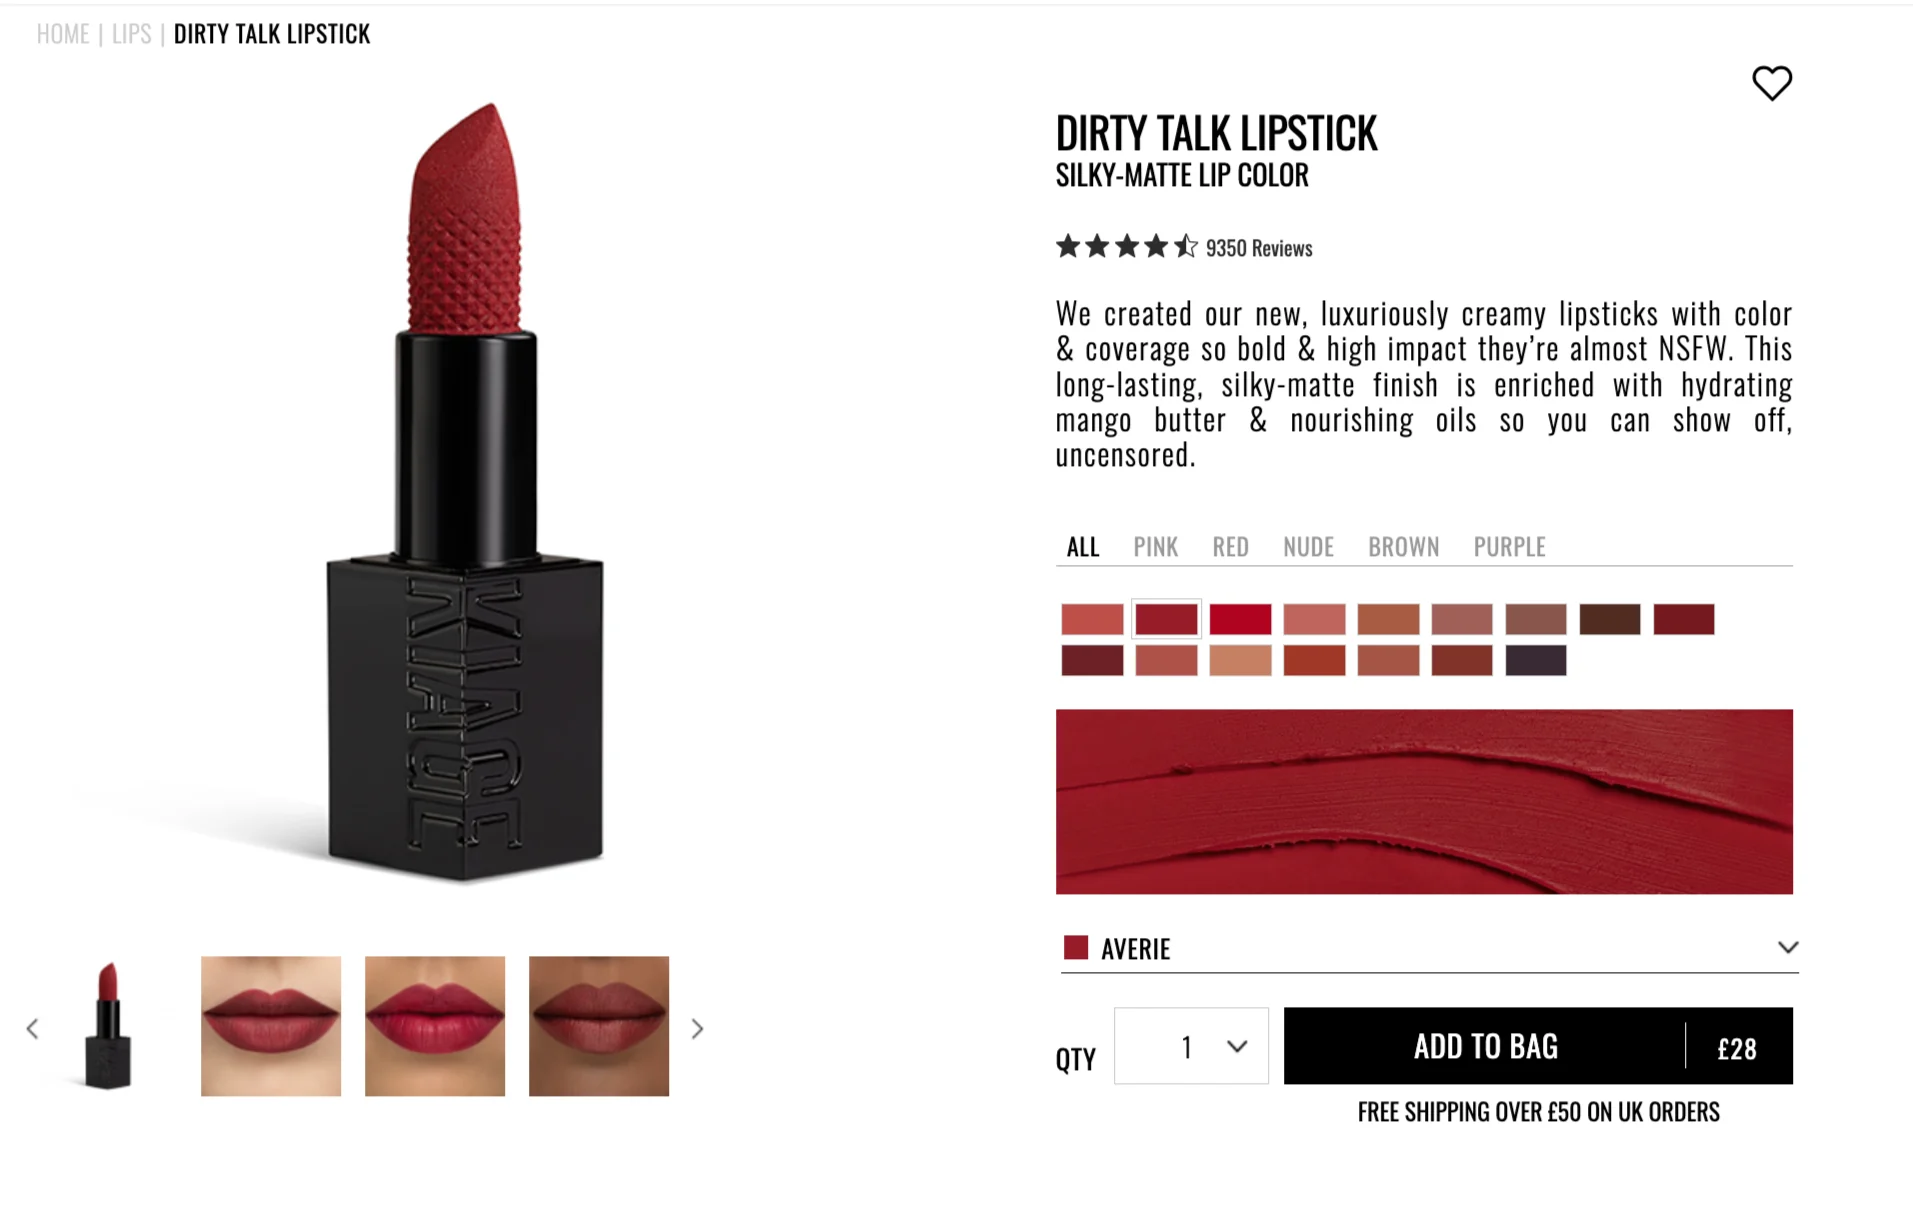 HOME | LIPS | DIRTY TALK LIPSTICK
DIRTY TALK LIPSTICK
SILKY-MATTE LIP COLOR
9350 Reviews
We created our new, luxuriously creamy lipsticks with color
& coverage so bold & high impact they're almost NSFW. This
long-lasting, silky-matte finish is enriched with hydrating
mango butter & nourishing oils so you can show off,
uncensored.
ALL PINK RED NUDE BROWN PURPLE
AVERIE
QTY 1 ADD TO BAG £28
FREE SHIPPING OVER £50 ON UK ORDERS